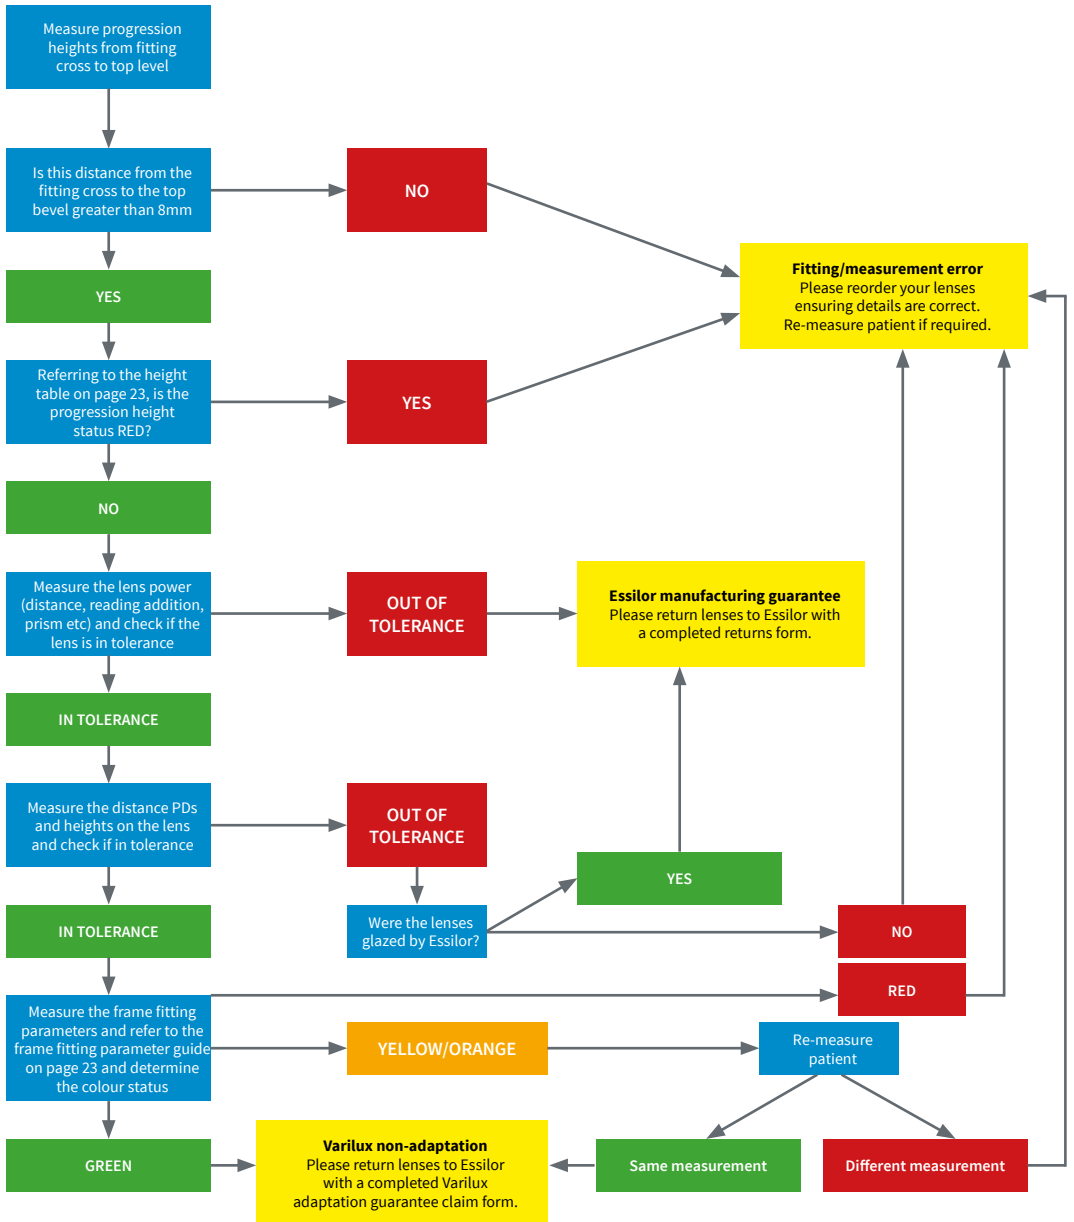 Measure progression
heights from fitting
cross to top level
Is this distance from the
fitting cross to the top
bevel greater than 8mm
NO
Fitting/measurement error
Please reorder your lenses
ensuring details are correct.
Re-measure patient if required.
YES
Referring to the height
table on page 23, is the
progression height
status RED?
YES
NO
Measure the lens power
(distance, reading addition,
prism etc) and check if the
lens is in tolerance
OUT OF
TOLERANCE
Essilor manufacturing guarantee
Please return lenses to Essilor with
a completed returns form.
IN TOLERANCE
Measure the distance PDs
and heights on the lens
and check if in tolerance
OUT OF
TOLERANCE
YES
IN TOLERANCE
Were the lenses
glazed by Essilor?
NO
RED
Measure the frame fitting
parameters and refer to the
frame fitting parameter guide
on page 23 and determine
the colour status
YELLOW/ORANGE
Re-measure
patient
GREEN
Varilux non-adaptation
Please return lenses to Essilor
with a completed Varilux
adaptation guarantee claim form.
Same measurement
Different measurement